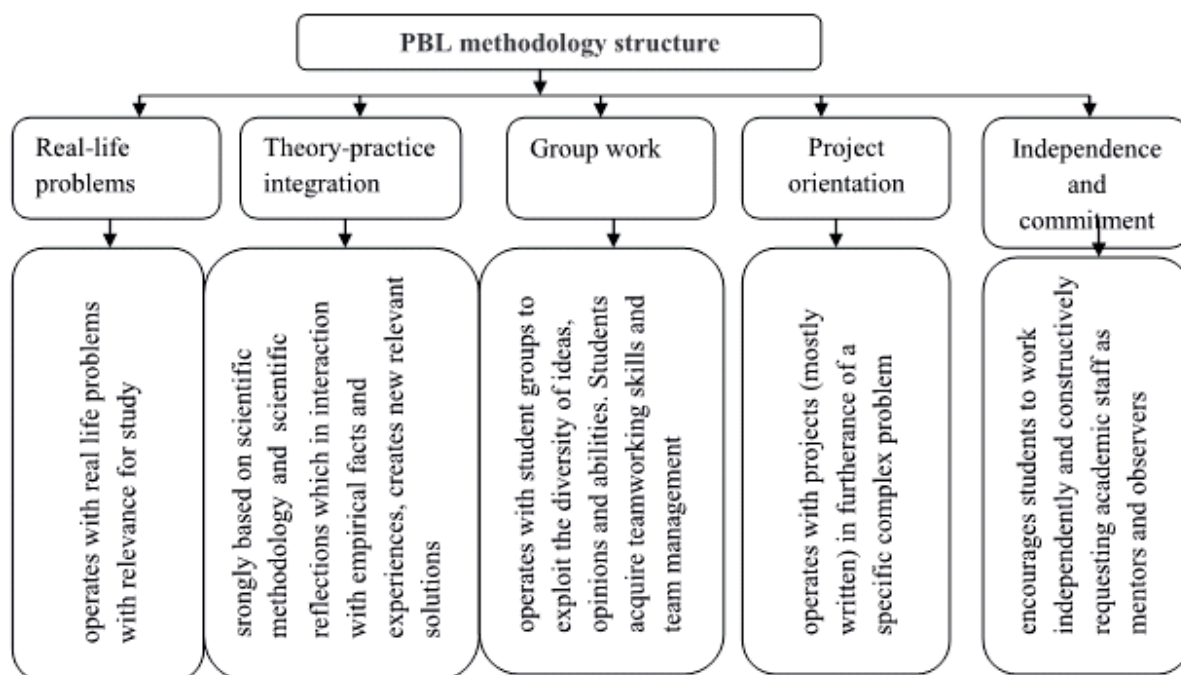 PBL methodology structure
Real-life
problems
Theory-practice
integration
Group work
Project
orientation
Independence
and
commitment
operates with real life problems
with relevance for study
srongly based on scientific
methodology and scientific
reflections which in interaction
with empirical facts and
experiences, creates new relevant
solutions
operates with student groups to
exploit the diversity of ideas,
opinions and abilities. Students
acquire teamworking skills and
team management
operates with projects (mostly
written) in furtherance of a
specific complex problem
encourages students to work
independently and constructively
requesting academic staff as
mentors and observers